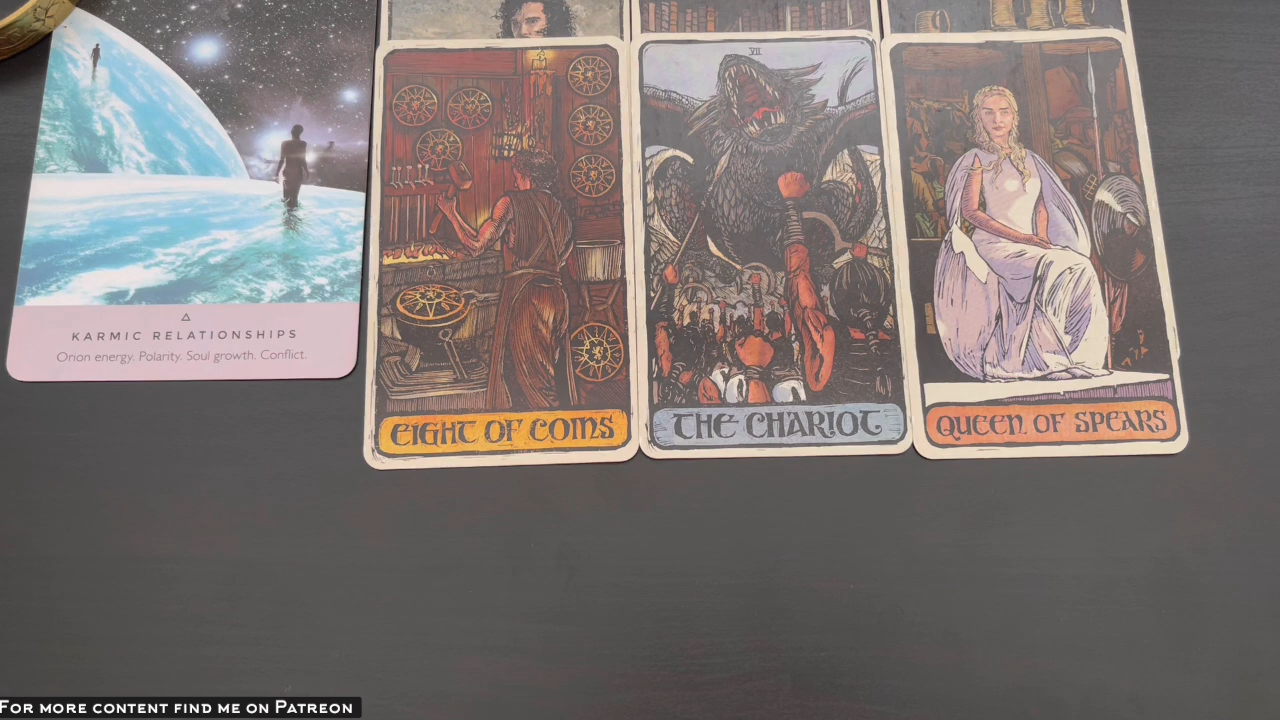 VII
KARMIC RELATIONSHIPS
Orion energy. Polarity. Soul growth. Conflict.
EIGHT OF COINS
THE CHARIOT
QUEEN OF SPEARS
FOR MORE CONTENT FIND ME ON PATREON